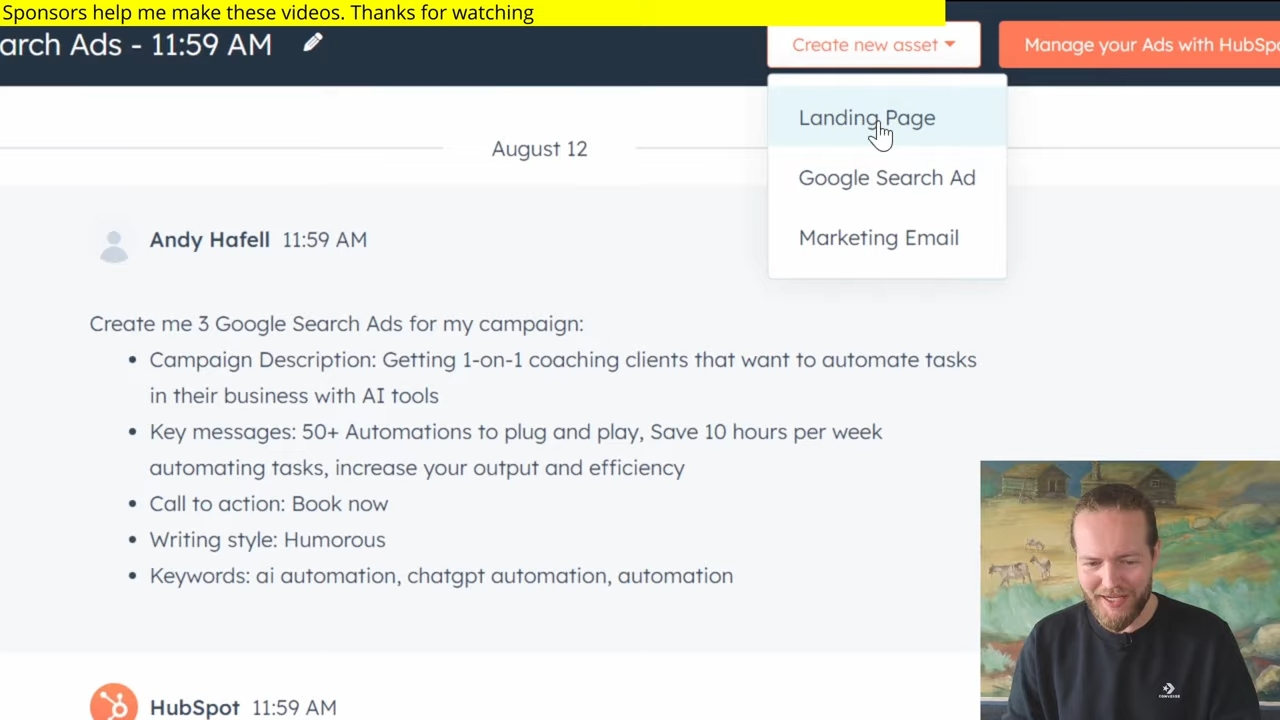 Sponsors help me make these videos. Thanks for watching
arch Ads - 11:59 AM
Create new asset
Manage your Ads with HubSpo
Landing Page
Google Search Ad
Marketing Email
August 12
Andy Hafell 11:59 AM
Create me 3 Google Search Ads for my campaign:
• Campaign Description: Getting 1-on-1 coaching clients that want to automate tasks
in their business with AI tools
• Key messages: 50+ Automations to plug and play, Save 10 hours per week
automating tasks, increase your output and efficiency
• Call to action: Book now
• Writing style: Humorous
• Keywords: ai automation, chatgpt automation, automation
HubSpot 11:59 AM
CONVERSE